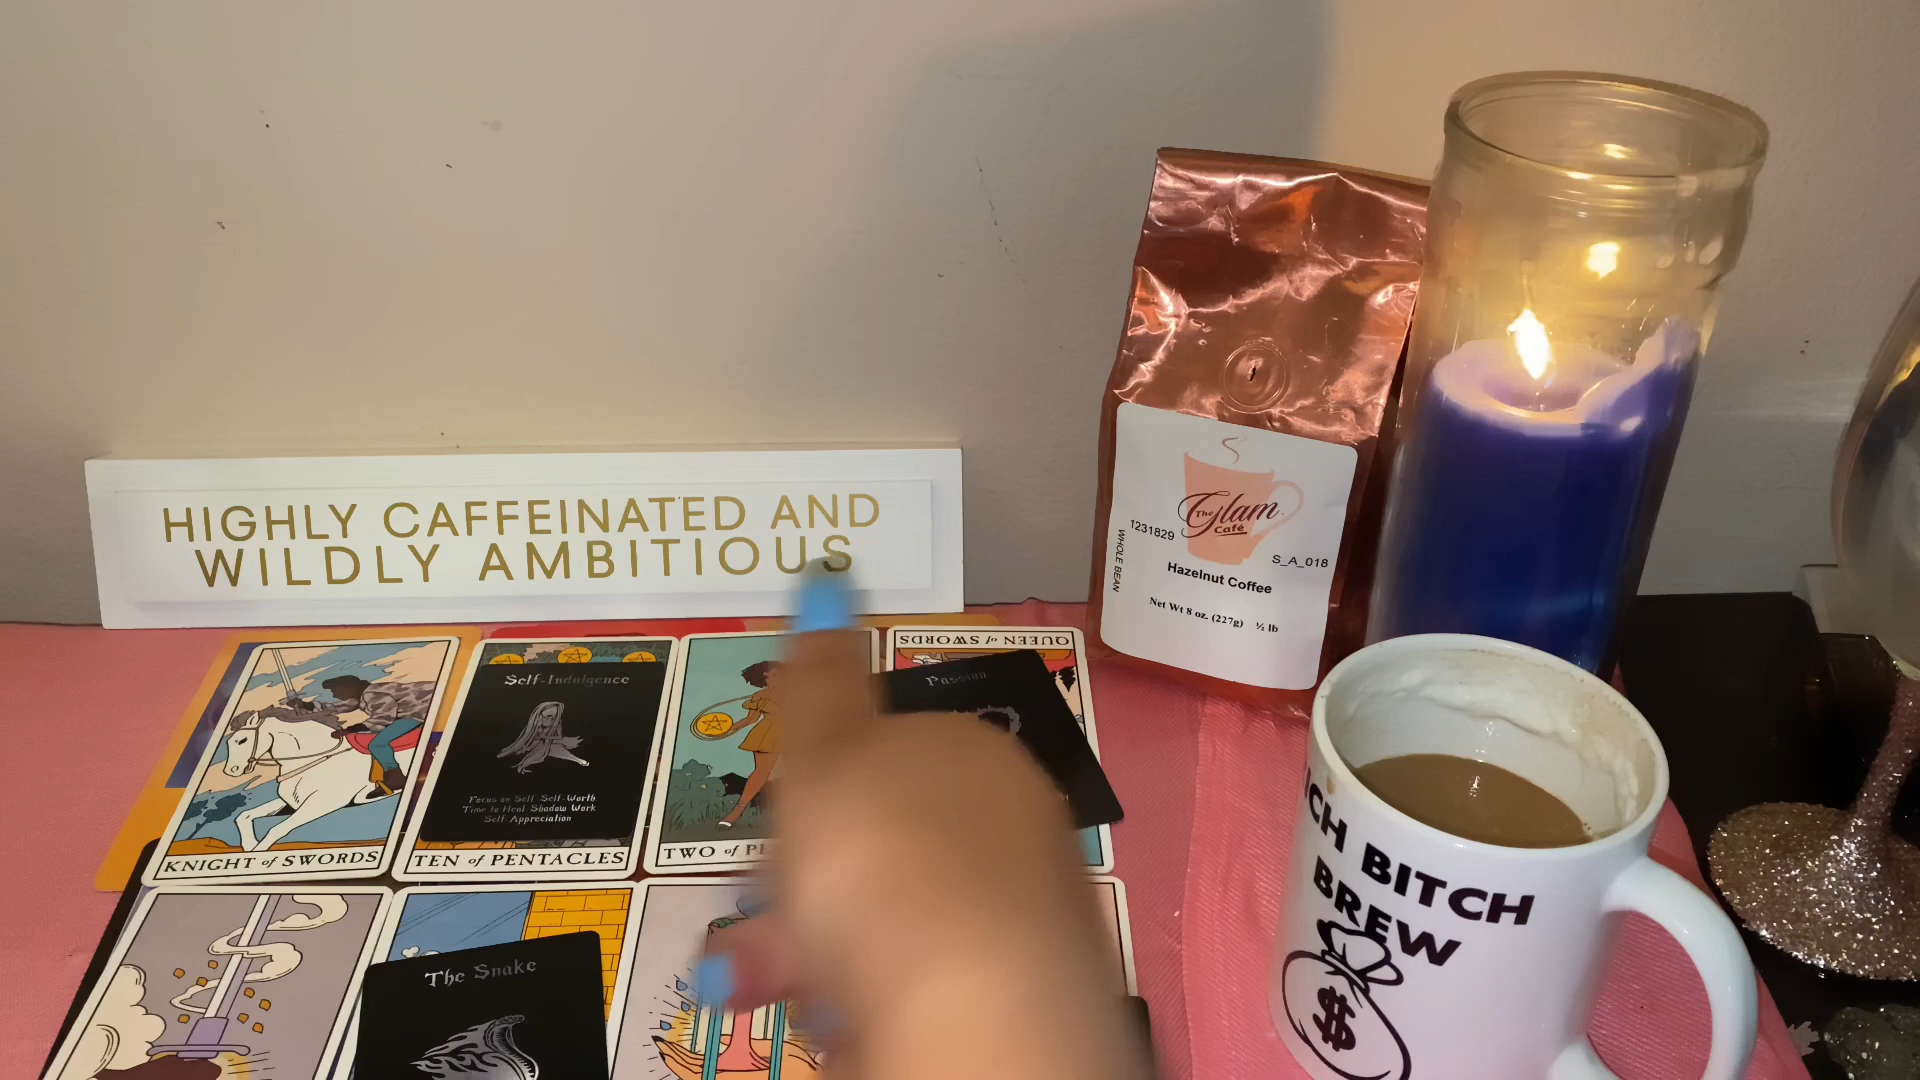 HIGHLY CAFFEINATED AND
WILDLY AMBITIOUS
The Glam
Café
1231829
S_A_018
WHOLE BEAN
Hazelnut Coffee
Net Wt 8 oz. (227g) ½ lb
BITCH
BREW
$
QUEEN of SWORDS
Self-Indulgence
Focus on Self Self-Worth
Time to Heal Shadow Work
Self-Appreciation
Passion
KNIGHT of SWORDS
TEN of PENTACLES
TWO of
The Snake